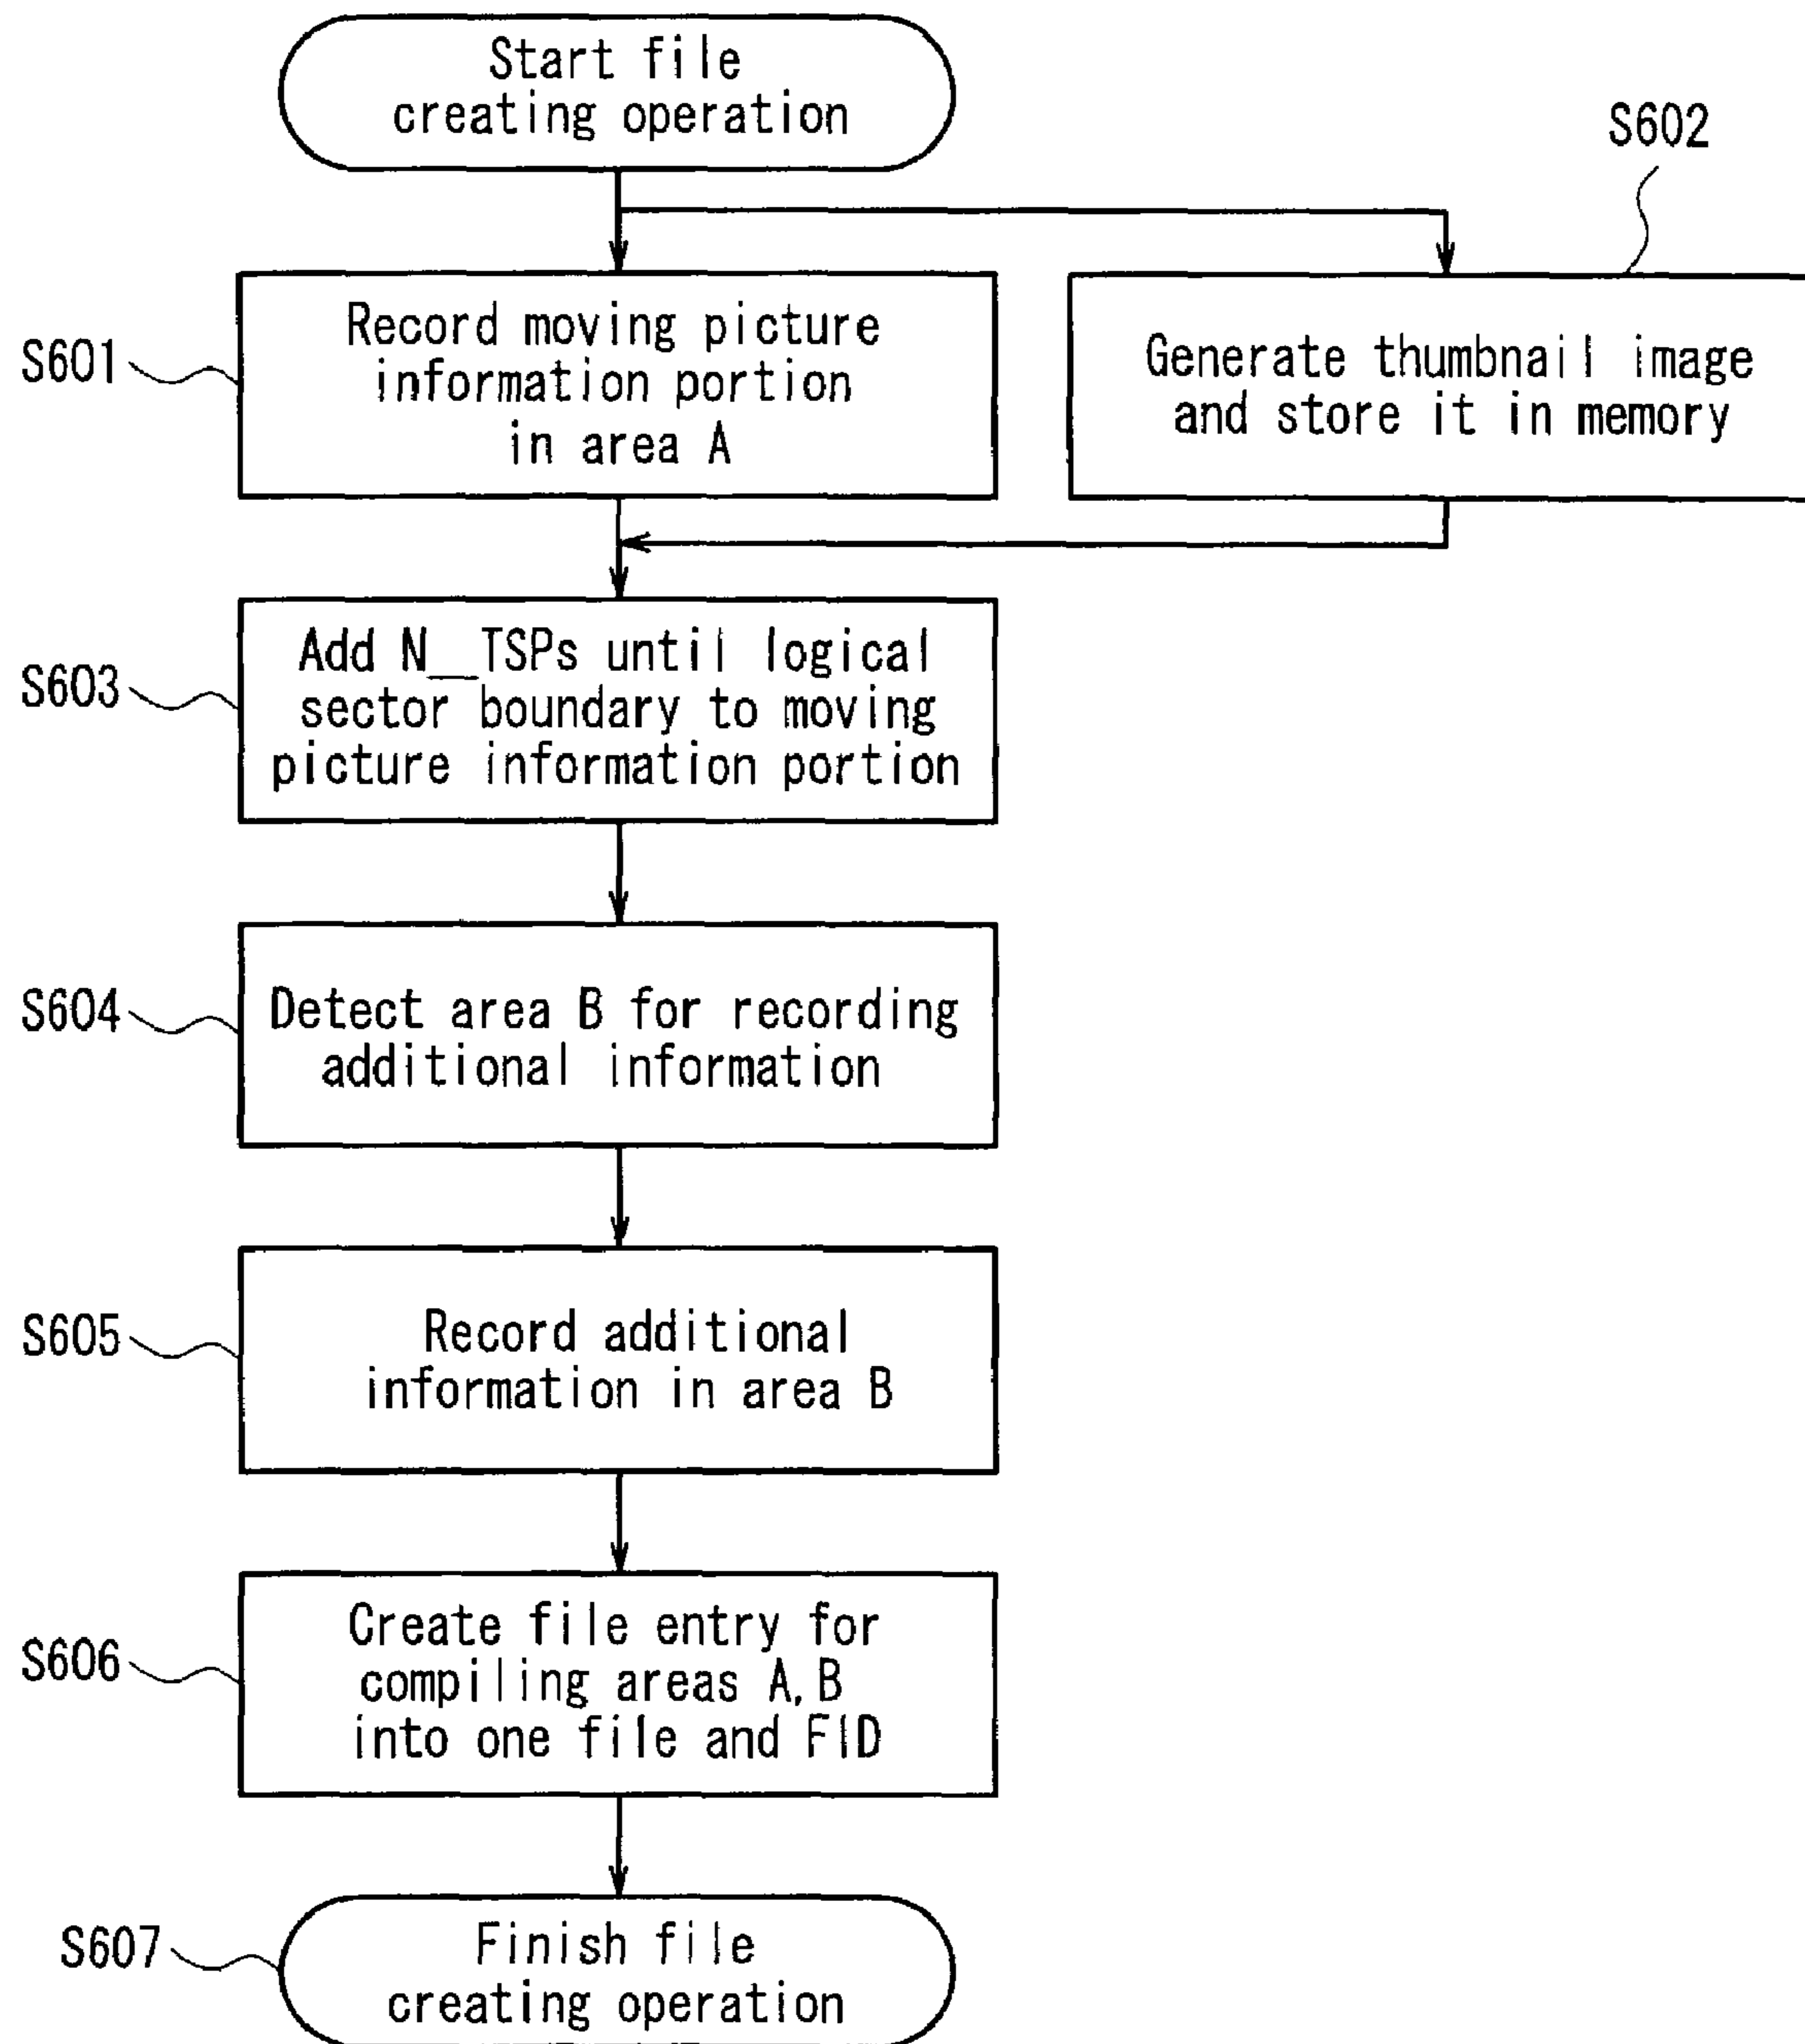 Start file
creating operation
S602
S601
Record moving picture
information portion
in area A
Generate thumbnail image
and store it in memory
S603
Add N__TSPs until logical
sector boundary to moving
picture information portion
S604
Detect area B for recording
additional information
S605
Record additional
information in area B
S606
Create file entry for
compiling areas A, B
into one file and FID
S607
Finish file
creating operation